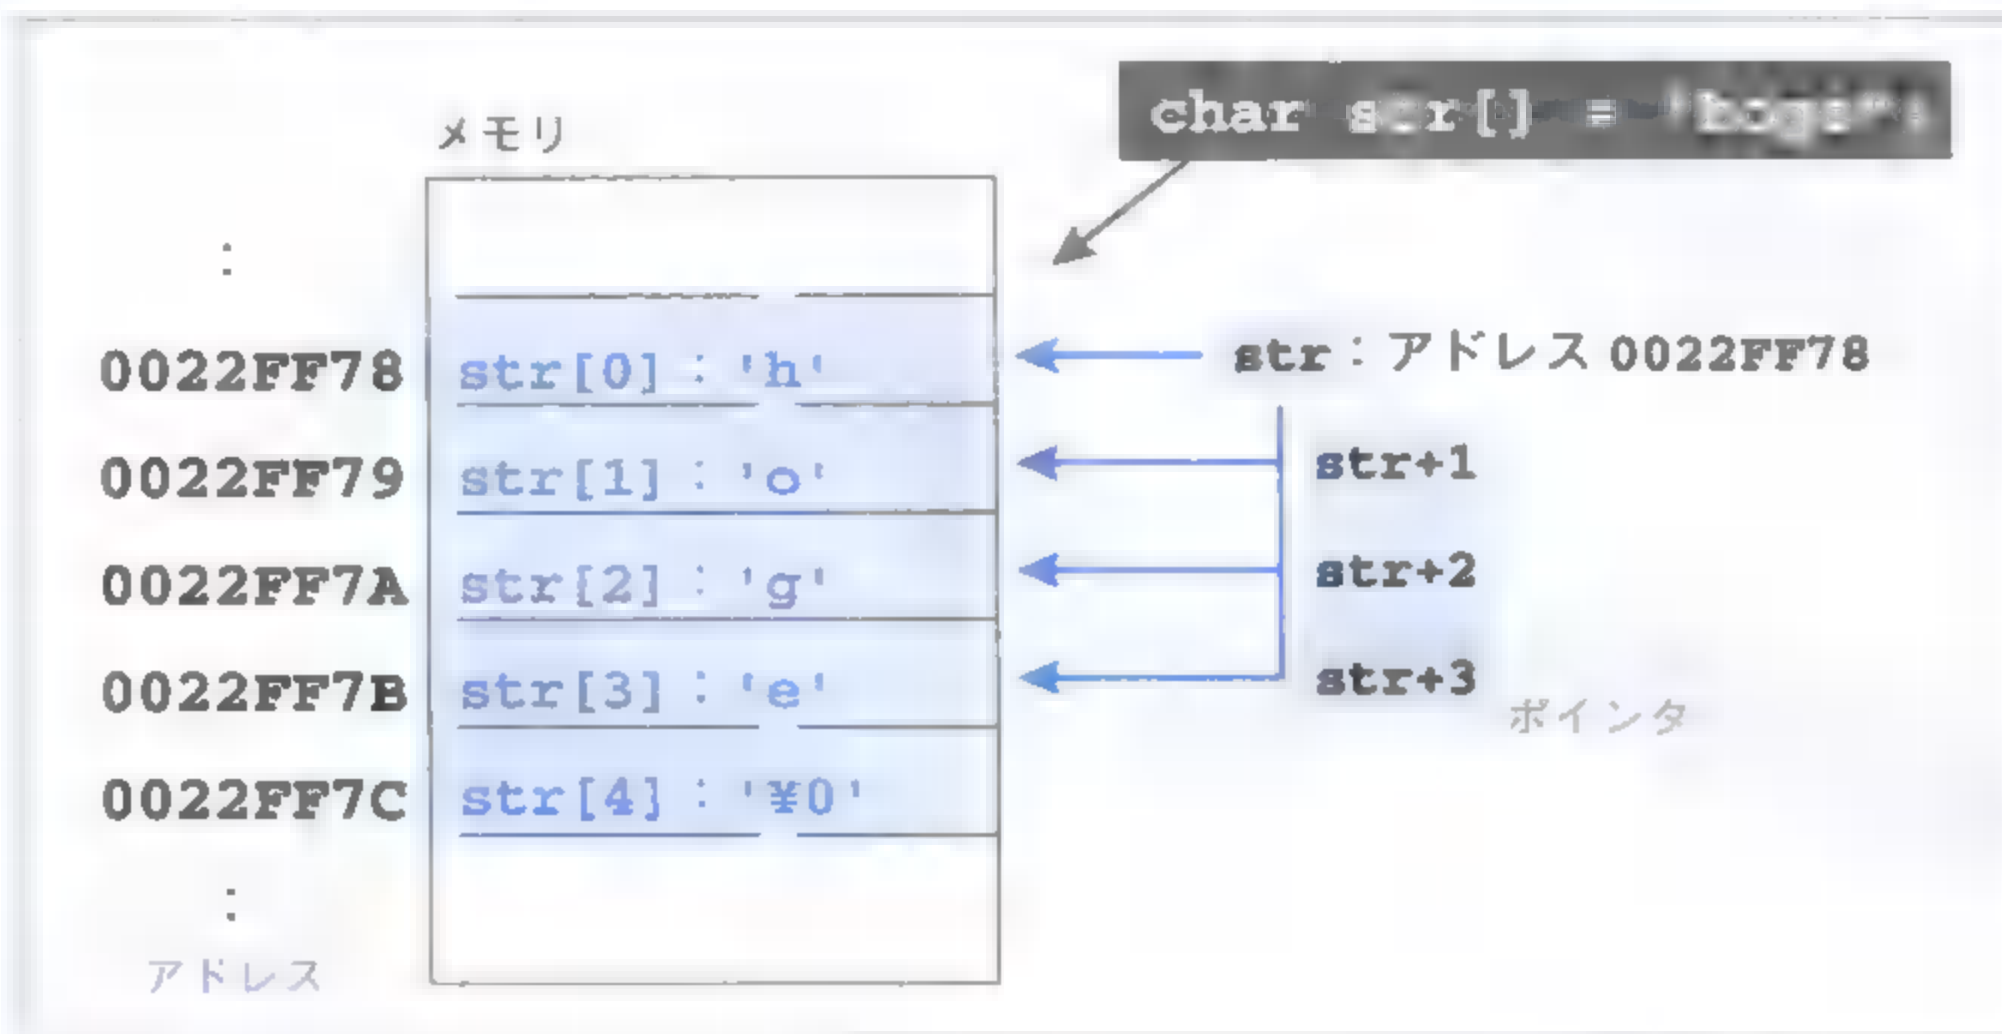 char str[] =
メモリ
:
0022FF78 str[0]:'h' str:アドレス 0022FF78
0022FF79 str[1]:'o' str+1
0022FF7A str[2]:'g' str+2
0022FF7B str[3]:'e' str+3
ポインタ
0022FF7C str[4]:'¥0'
:
アドレス